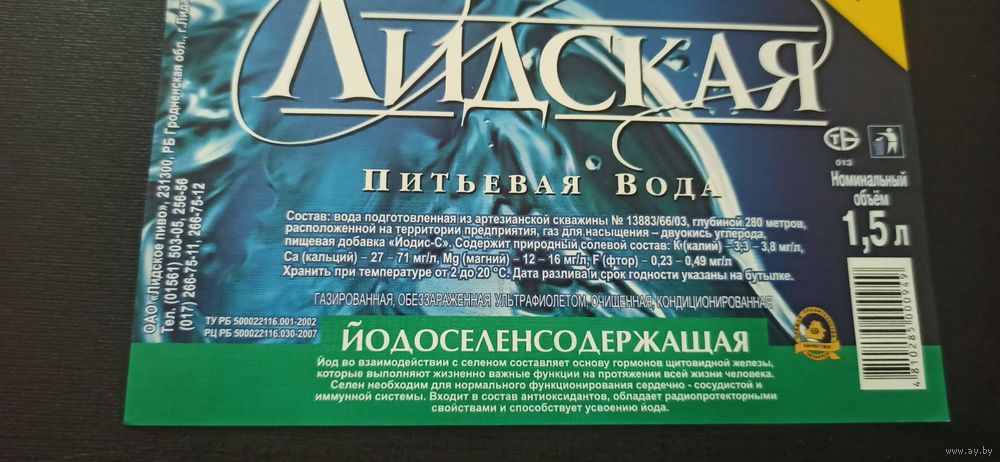 Лидская
Питьевая Вода
Состав: вода подготовленная из артезианской скважины № 13883/66/03, глубиной 280 метров,
расположенной на территории предприятия, газ для насыщения – двуокись углерода,
пищевая добавка «Йодис-С». Содержит природный солевой состав: К (калий) – 3,3 – 3,8 мг/л,
Са (кальций) – 27 – 71 мг/л, Mg (магний) – 12 – 16 мг/л, F (фтор) – 0,23 – 0,49 мг/л
Хранить при температуре от 2 до 20 °С. Дата разлива и срок годности указаны на бутылке.
ГАЗИРОВАННАЯ, ОБЕЗЗАРАЖЕННАЯ УЛЬТРАФИОЛЕТОМ, ОЧИЩЕННАЯ, КОНДИЦИОНИРОВАННАЯ
ОАО «Лидское пиво», 231300, РБ Гродненская обл., г.Лида
Тел. (01561) 503-05, 256-56
(017) 266-75-11, 266-75-12
ТУ РБ 500022116.001-2002
РЦ РБ 500022116.030-2007
ЙОДОСЕЛЕНСОДЕРЖАЩАЯ
Йод во взаимодействии с селеном составляет основу гормонов щитовидной железы,
которые выполняют жизненно важные функции на протяжении всей жизни человека.
Селен необходим для нормального функционирования сердечно - сосудистой и
иммунной системы. Входит в состав антиоксидантов, обладает радиопротекторными
свойствами и способствует усвоению йода.
СТБ
013
Номинальный
объём
1,5 л
КАЧЕСТВО
4810285000949
www.ay.by